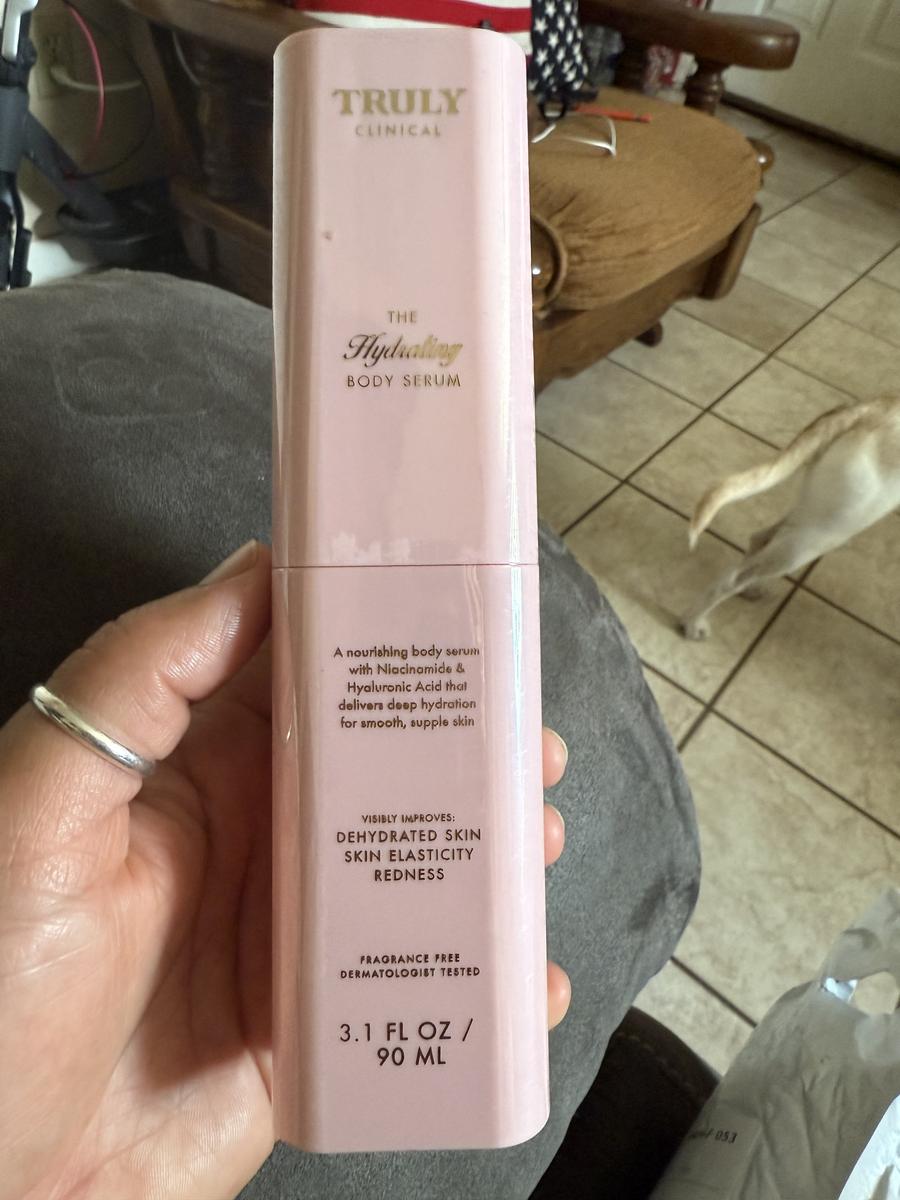 TRULY
CLINICAL
THE
Hydrating
BODY SERUM
A nourishing body serum
with Niacinamide &
Hyaluronic Acid that
delivers deep hydration
for smooth, supple skin
VISIBLY IMPROVES:
DEHYDRATED SKIN
SKIN ELASTICITY
REDNESS
FRAGRANCE FREE
DERMATOLOGIST TESTED
3.1 FL OZ /
90 ML
053